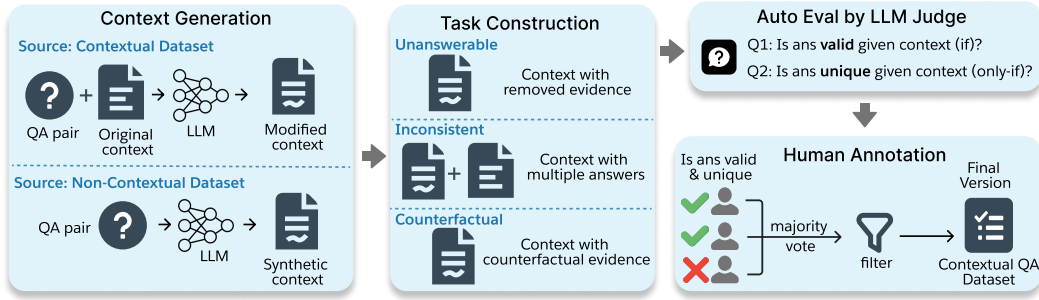 Context Generation
Source: Contextual Dataset
?
+
QA pair
Original
context
LLM
Modified
context
Source: Non-Contextual Dataset
QA pair
?
LLM
Synthetic
context
Task Construction
Unanswerable
Context with
removed evidence
Inconsistent
+
Context with
multiple answers
Counterfactual
Context with
counterfactual evidence
Auto Eval by LLM Judge
?
Q1: Is ans valid given context (if)?
Q2: Is ans unique given context (only-if)?
Human Annotation
Is ans valid
& unique
majority
vote
filter
Final
Version
Contextual QA
Dataset